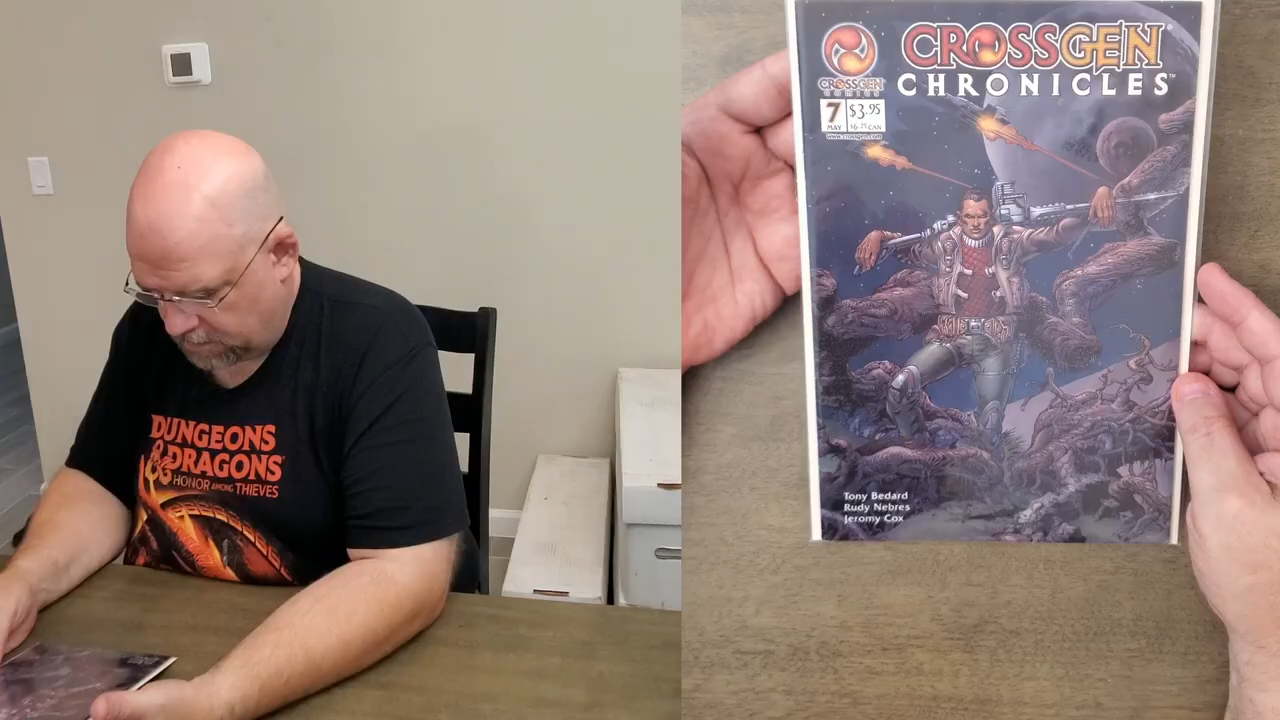 DUNGEONS
& DRAGONS
HONOR AMONG THIEVES
CROSSGEN
COMICS
7
MAY
$3.95
$6.25 CAN
www.crossgen.com
CROSSGEN
CHRONICLES™
Tony Bedard
Rudy Nebres
Jeromy Cox